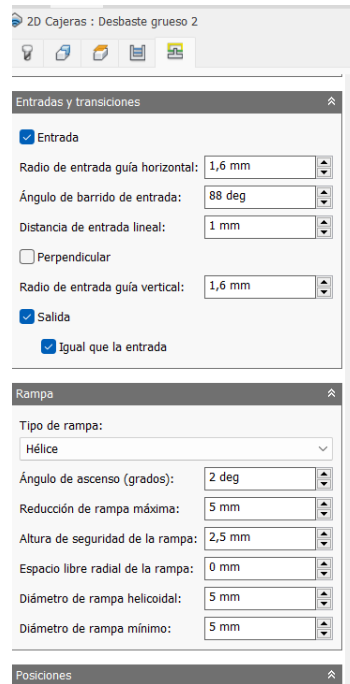 2D Cajeras : Desbaste grueso 2
Entradas y transiciones
Entrada
Radio de entrada guía horizontal: 1,6 mm
Ángulo de barrido de entrada: 88 deg
Distancia de entrada lineal: 1 mm
Perpendicular
Radio de entrada guía vertical: 1,6 mm
Salida
Igual que la entrada
Rampa
Tipo de rampa:
Hélice
Ángulo de ascenso (grados): 2 deg
Reducción de rampa máxima: 5 mm
Altura de seguridad de la rampa: 2,5 mm
Espacio libre radial de la rampa: 0 mm
Diámetro de rampa helicoidal: 5 mm
Diámetro de rampa mínimo: 5 mm
Posiciones